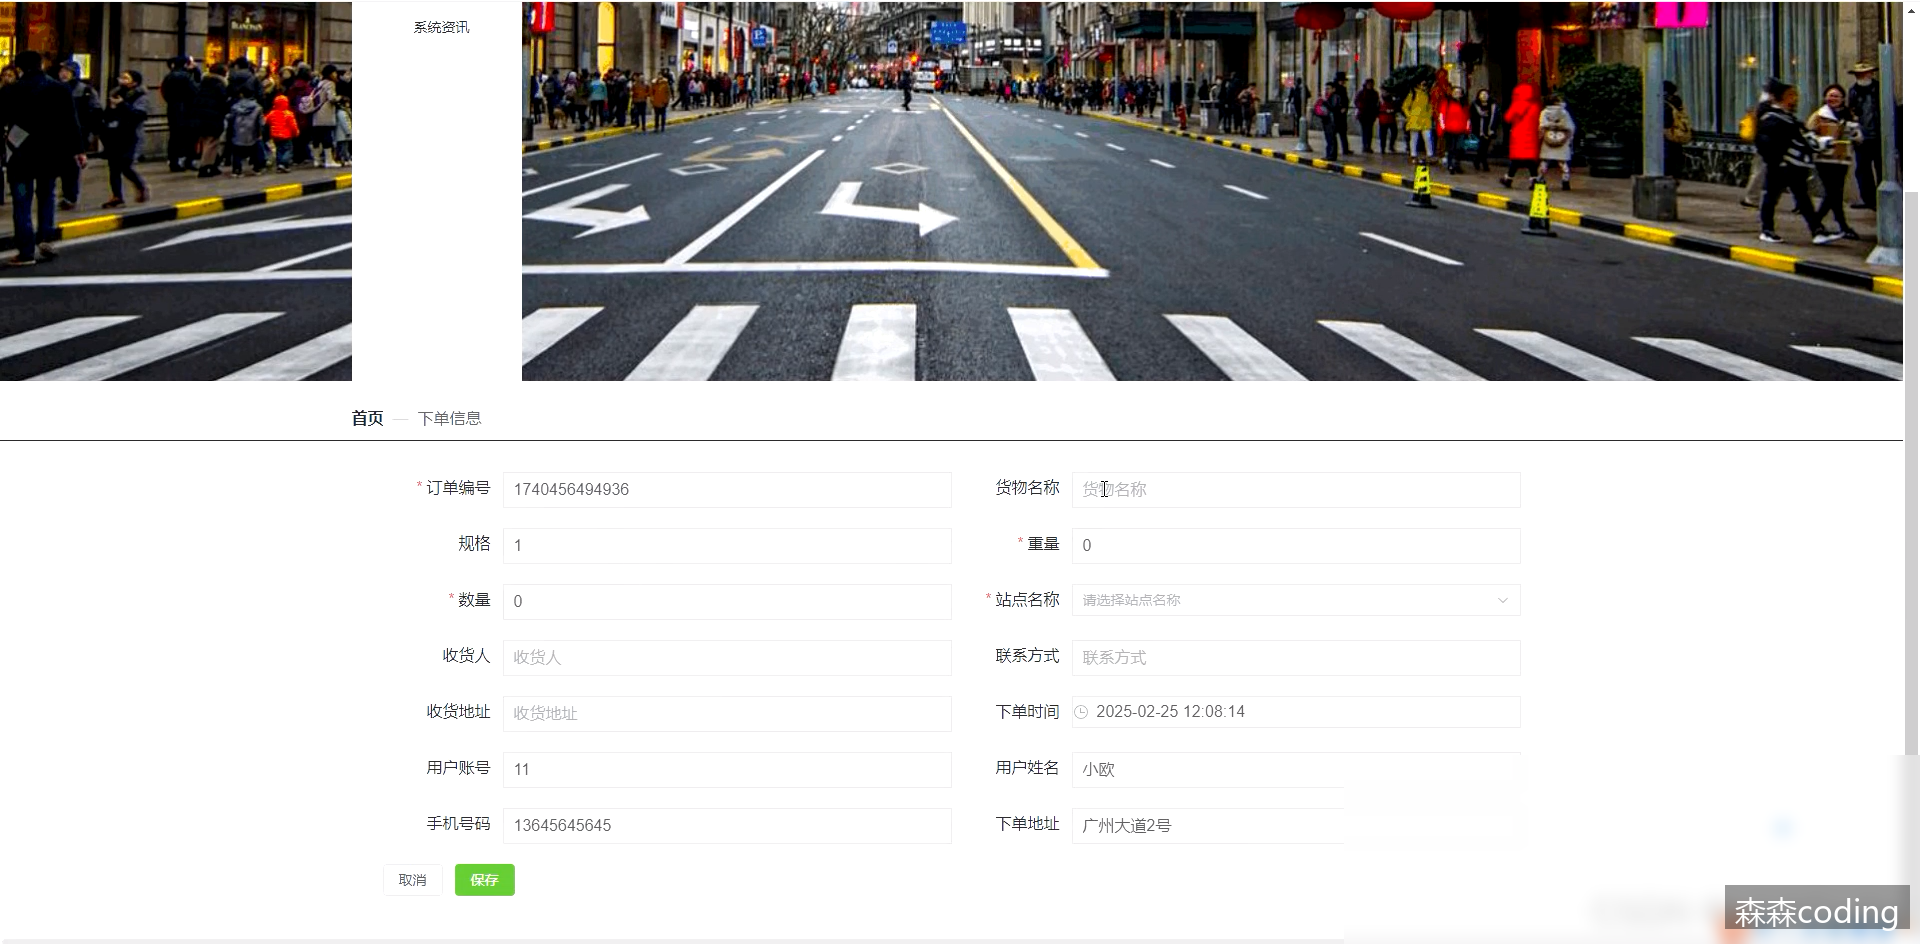 系统资讯
首页 — 下单信息
* 订单编号 1740456494936 货物名称 货物名称
规格 1 * 重量 0
* 数量 0 * 站点名称 请选择站点名称
收货人 收货人 联系方式 联系方式
收货地址 收货地址 下单时间 2025-02-25 12:08:14
用户账号 11 用户姓名 小欧
手机号码 13645645645 下单地址 广州大道2号
取消 保存
森森coding